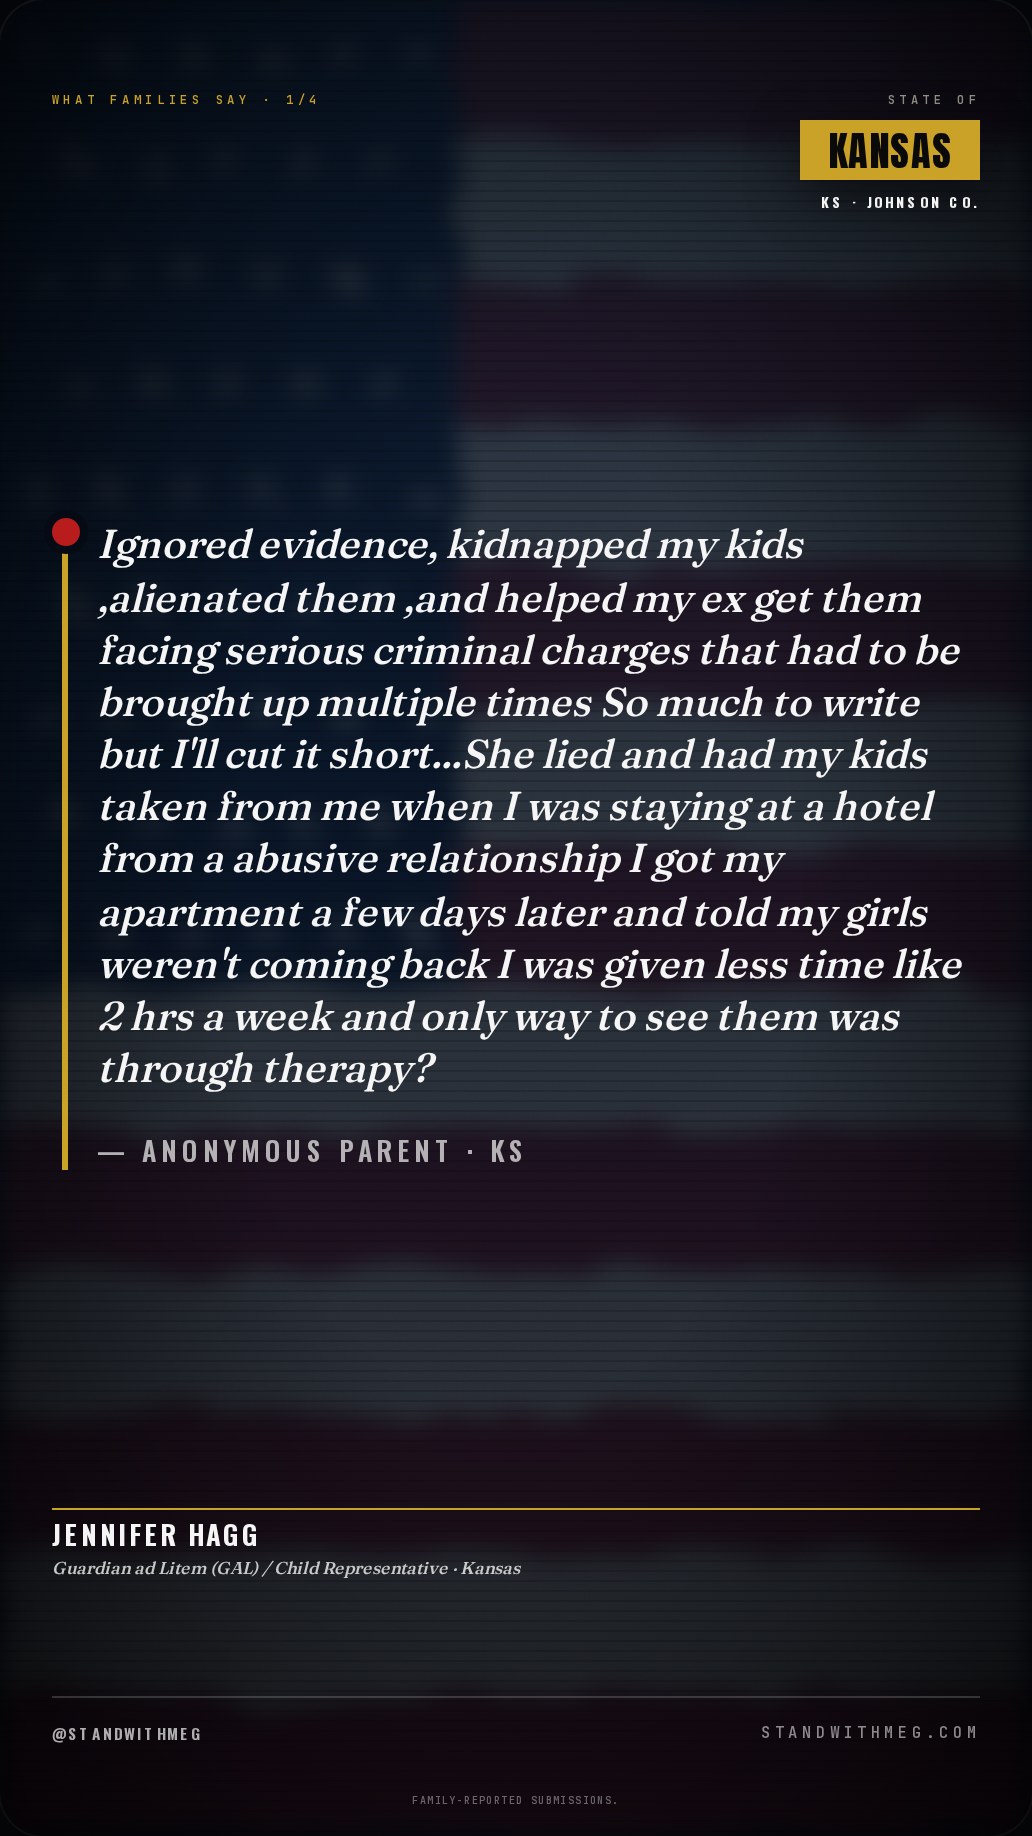 WHAT FAMILIES SAY · 1/4
STATE OF
KANSAS
KS · JOHNSON CO.
Ignored evidence, kidnapped my kids
,alienated them ,and helped my ex get them
facing serious criminal charges that had to be
brought up multiple times So much to write
but I'll cut it short...She lied and had my kids
taken from me when I was staying at a hotel
from a abusive relationship I got my
apartment a few days later and told my girls
weren't coming back I was given less time like
2 hrs a week and only way to see them was
through therapy?
— ANONYMOUS PARENT · KS
JENNIFER HAGG
Guardian ad Litem (GAL) / Child Representative · Kansas
@STANDWITHMEG
STANDWITHMEG.COM
FAMILY-REPORTED SUBMISSIONS.